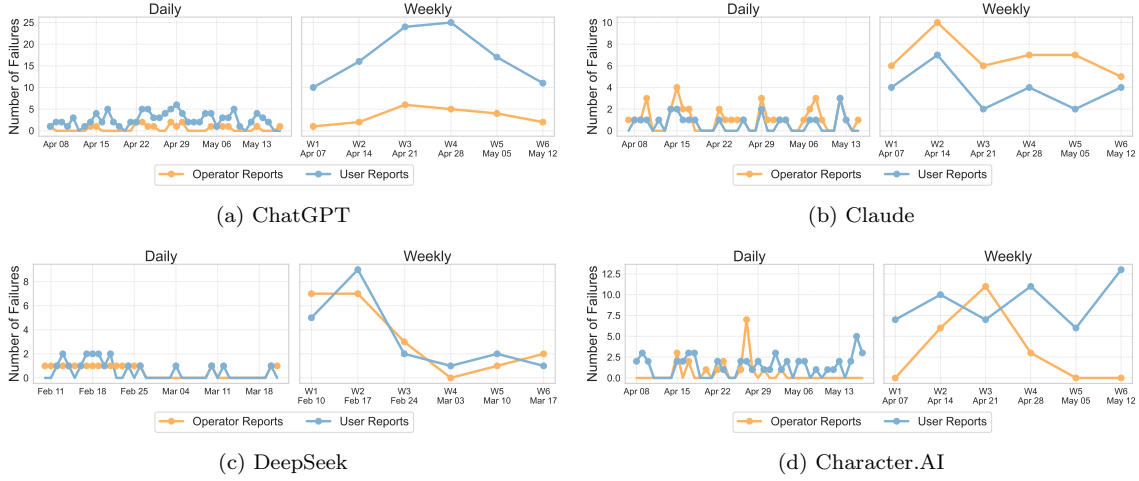 Daily
Weekly
Number of Failures
25
20
15
10
5
0
Apr 08
Apr 15
Apr 22
Apr 29
May 06
May 13
W1
Apr 07
W2
Apr 14
W3
Apr 21
W4
Apr 28
W5
May 05
W6
May 12
Operator Reports
User Reports
(a) ChatGPT
Daily
Weekly
Number of Failures
10
8
6
4
2
0
Apr 08
Apr 15
Apr 22
Apr 29
May 06
May 13
W1
Apr 07
W2
Apr 14
W3
Apr 21
W4
Apr 28
W5
May 05
W6
May 12
Operator Reports
User Reports
(b) Claude
Daily
Weekly
Number of Failures
8
6
4
2
0
Feb 11
Feb 18
Feb 25
Mar 04
Mar 11
Mar 18
W1
Feb 10
W2
Feb 17
W3
Feb 24
W4
Mar 03
W5
Mar 10
W6
Mar 17
Operator Reports
User Reports
(c) DeepSeek
Daily
Weekly
Number of Failures
12.5
10.0
7.5
5.0
2.5
0.0
Apr 08
Apr 15
Apr 22
Apr 29
May 06
May 13
W1
Apr 07
W2
Apr 14
W3
Apr 21
W4
Apr 28
W5
May 05
W6
May 12
Operator Reports
User Reports
(d) Character.AI